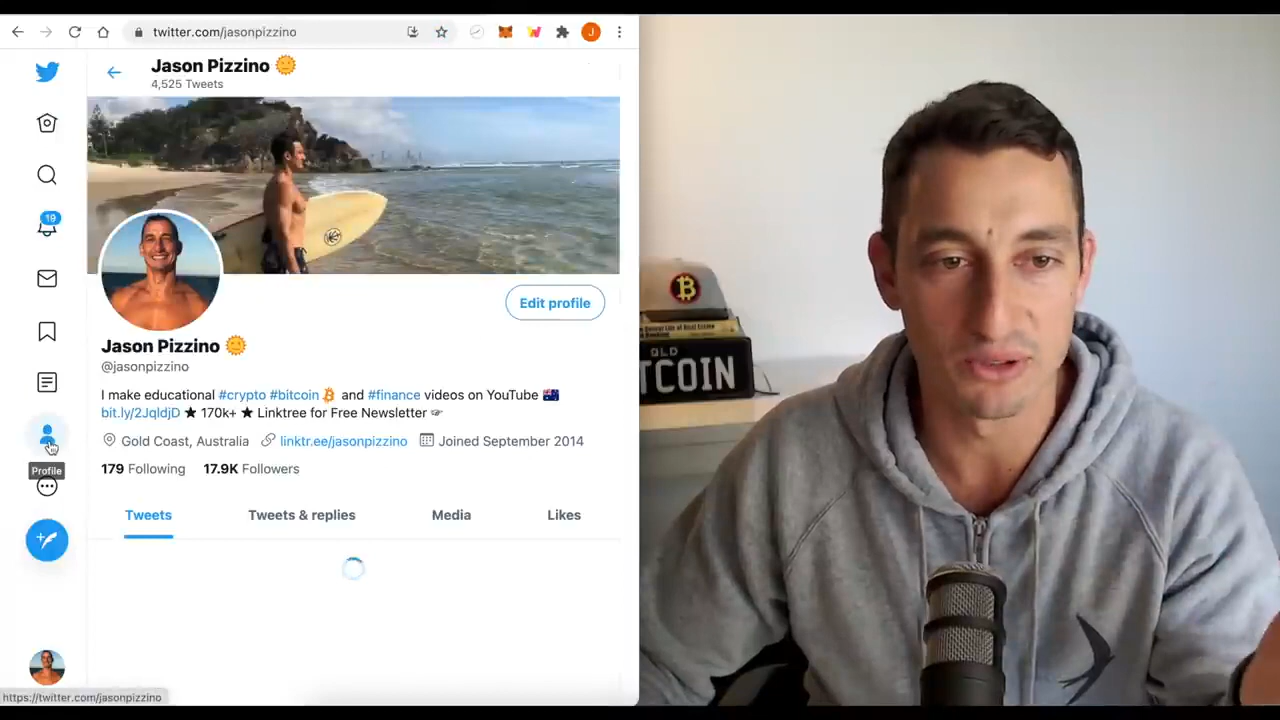 twitter.com/jasonpizzino
J
Jason Pizzino
4,525 Tweets
19
Edit profile
Jason Pizzino
@jasonpizzino
I make educational #crypto #bitcoin and #finance videos on YouTube
bit.ly/2JqldjD ★ 170k+ ★ Linktree for Free Newsletter
Gold Coast, Australia linktr.ee/jasonpizzino Joined September 2014
179 Following 17.9K Followers
Profile
Tweets Tweets & replies Media Likes
https://twitter.com/jasonpizzino
QLD
TCOIN